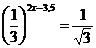 (1/3)^(2x−3,5) = 1/√3